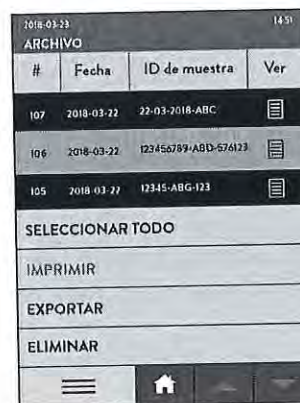 2018-03-23 14:51
ARCHIVO
# Fecha ID de muestra Ver
107 2018-03-22 22-03-2018-ABC
106 2018-03-22 123456789-ABD-576123
105 2018-03-22 12345-ABG-123
SELECCIONAR TODO
IMPRIMIR
EXPORTAR
ELIMINAR